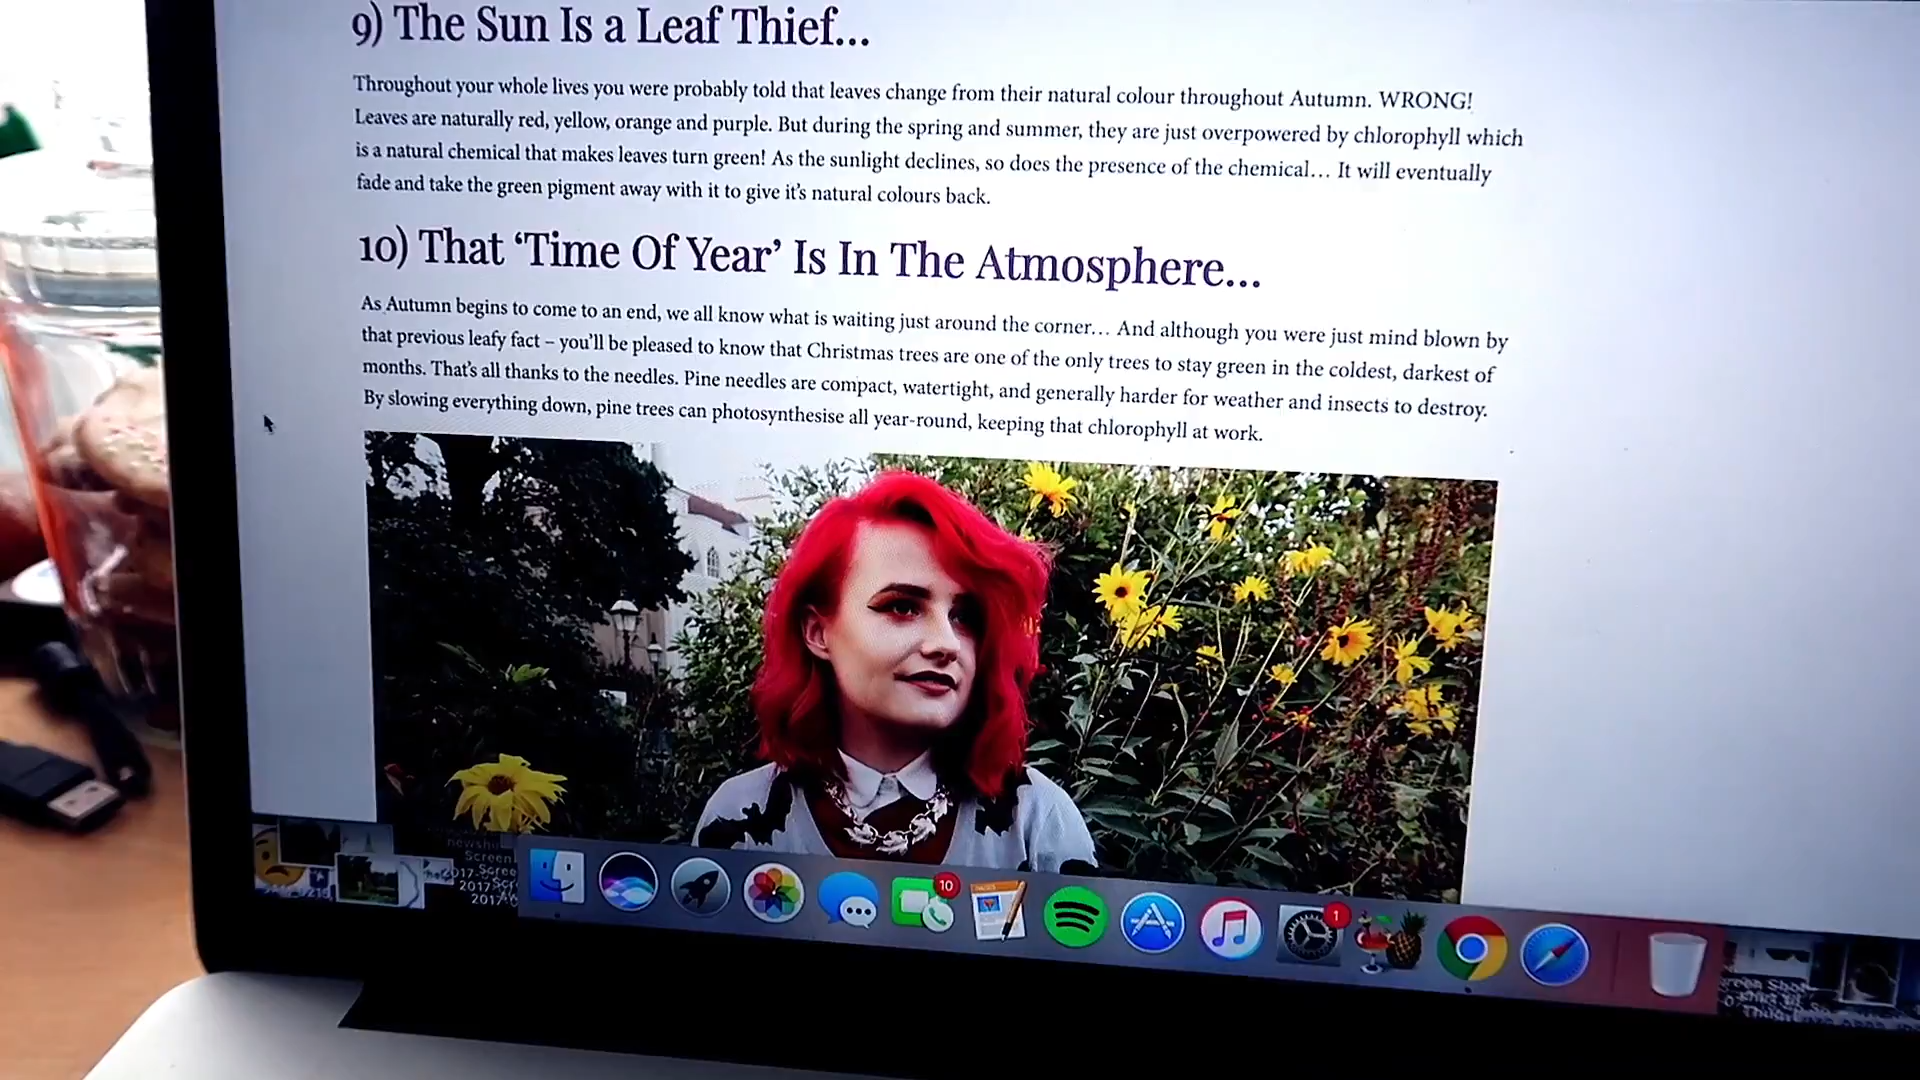 9) The Sun Is a Leaf Thief...
Throughout your whole lives you were probably told that leaves change from their natural colour throughout Autumn. WRONG!
Leaves are naturally red, yellow, orange and purple. But during the spring and summer, they are just overpowered by chlorophyll which
is a natural chemical that makes leaves turn green! As the sunlight declines, so does the presence of the chemical… It will eventually
fade and take the green pigment away with it to give it's natural colours back.
10) That ‘Time Of Year’ Is In The Atmosphere...
As Autumn begins to come to an end, we all know what is waiting just around the corner… And although you were just mind blown by
that previous leafy fact – you'll be pleased to know that Christmas trees are one of the only trees to stay green in the coldest, darkest of
months. That's all thanks to the needles. Pine needles are compact, watertight, and generally harder for weather and insects to destroy.
By slowing everything down, pine trees can photosynthesise all year-round, keeping that chlorophyll at work.
Screen
2017
10
1